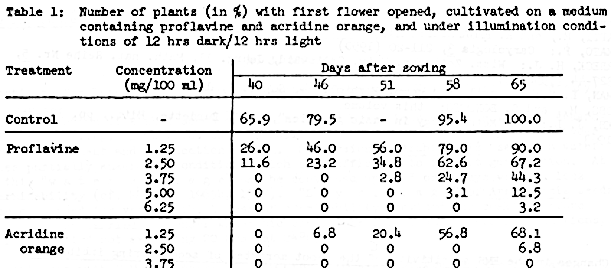 Table 1: Number of plants (in %) with first flower opened, cultivated on a medium
containing proflavine and acridine orange, and under illumination condi-
tions of 12 hrs dark/12 hrs light
Treatment Concentration Days after sowing
(mg/100 ml) 40 46 51 58 65
Control - 65.9 79.5 - 95.4 100.0
Proflavine 1.25 26.0 46.0 56.0 79.0 90.0
2.50 11.6 23.2 34.8 62.6 67.2
3.75 0 0 2.8 24.7 44.3
5.00 0 0 0 3.1 12.5
6.25 0 0 0 0 3.2
Acridine 1.25 0 6.8 20.4 56.8 68.1
orange 2.50 0 0 0 0 6.8
3.75 0 0 0 0 0